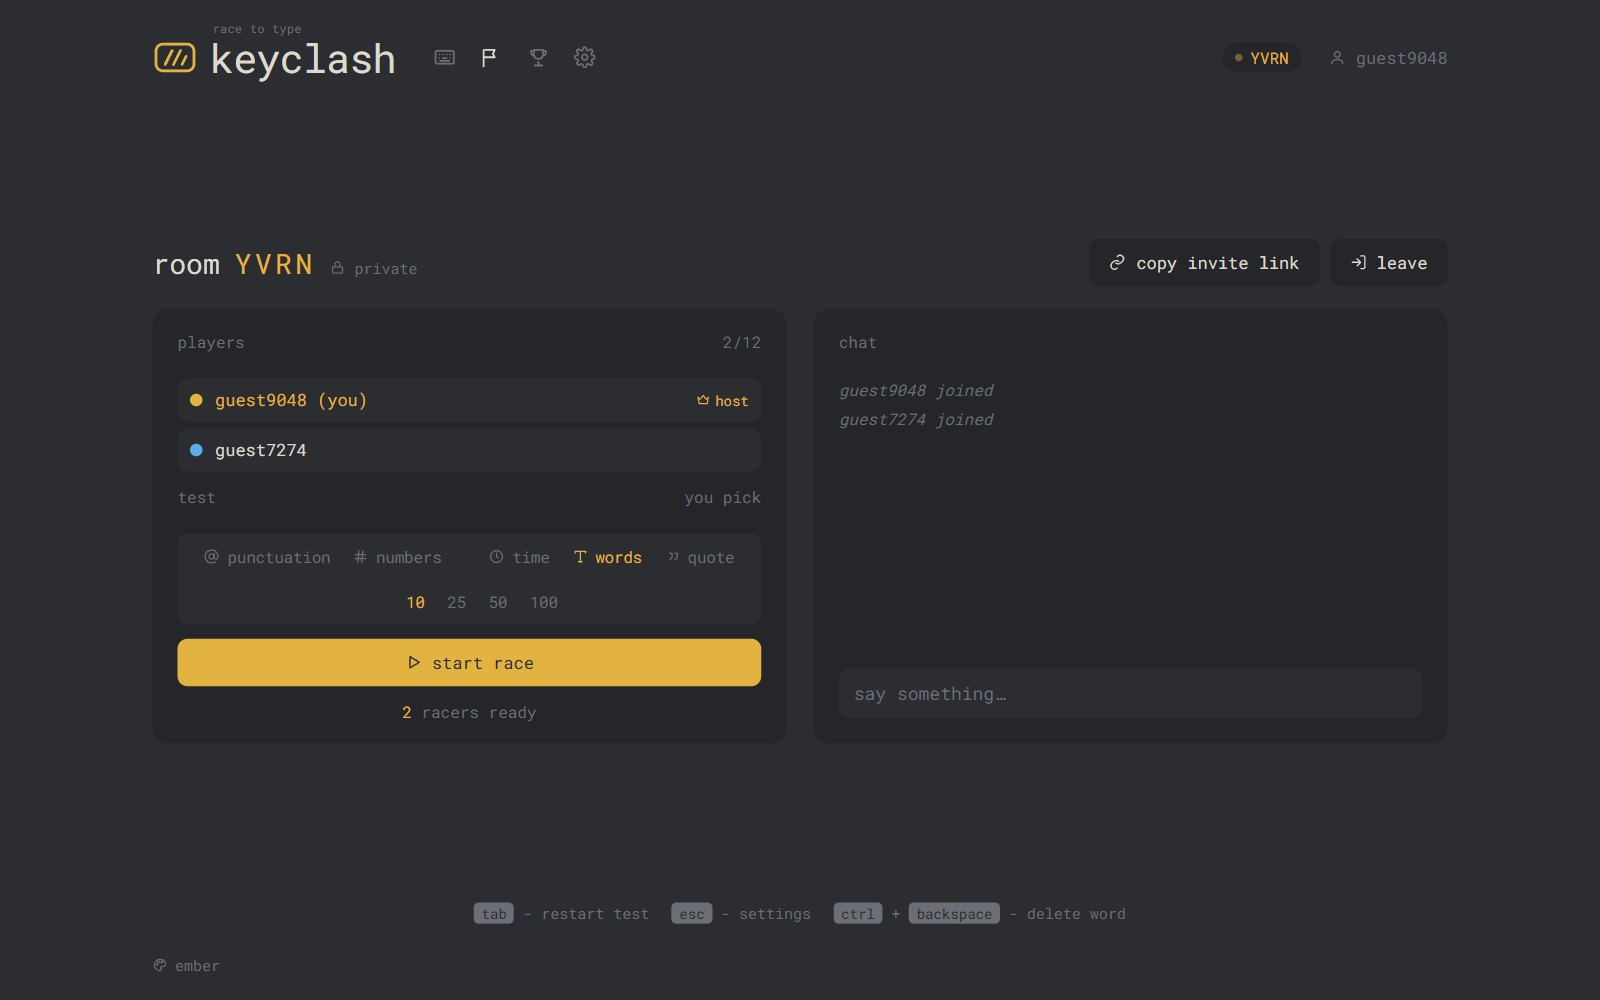 race to type
keyclash
YVRN
guest9048
room YVRN private
copy invite link
leave
players 2/12
guest9048 (you) host
guest7274
test you pick
@ punctuation # numbers time words quote
10 25 50 100
start race
2 racers ready
chat
guest9048 joined
guest7274 joined
say something…
tab - restart test esc - settings ctrl + backspace - delete word
ember